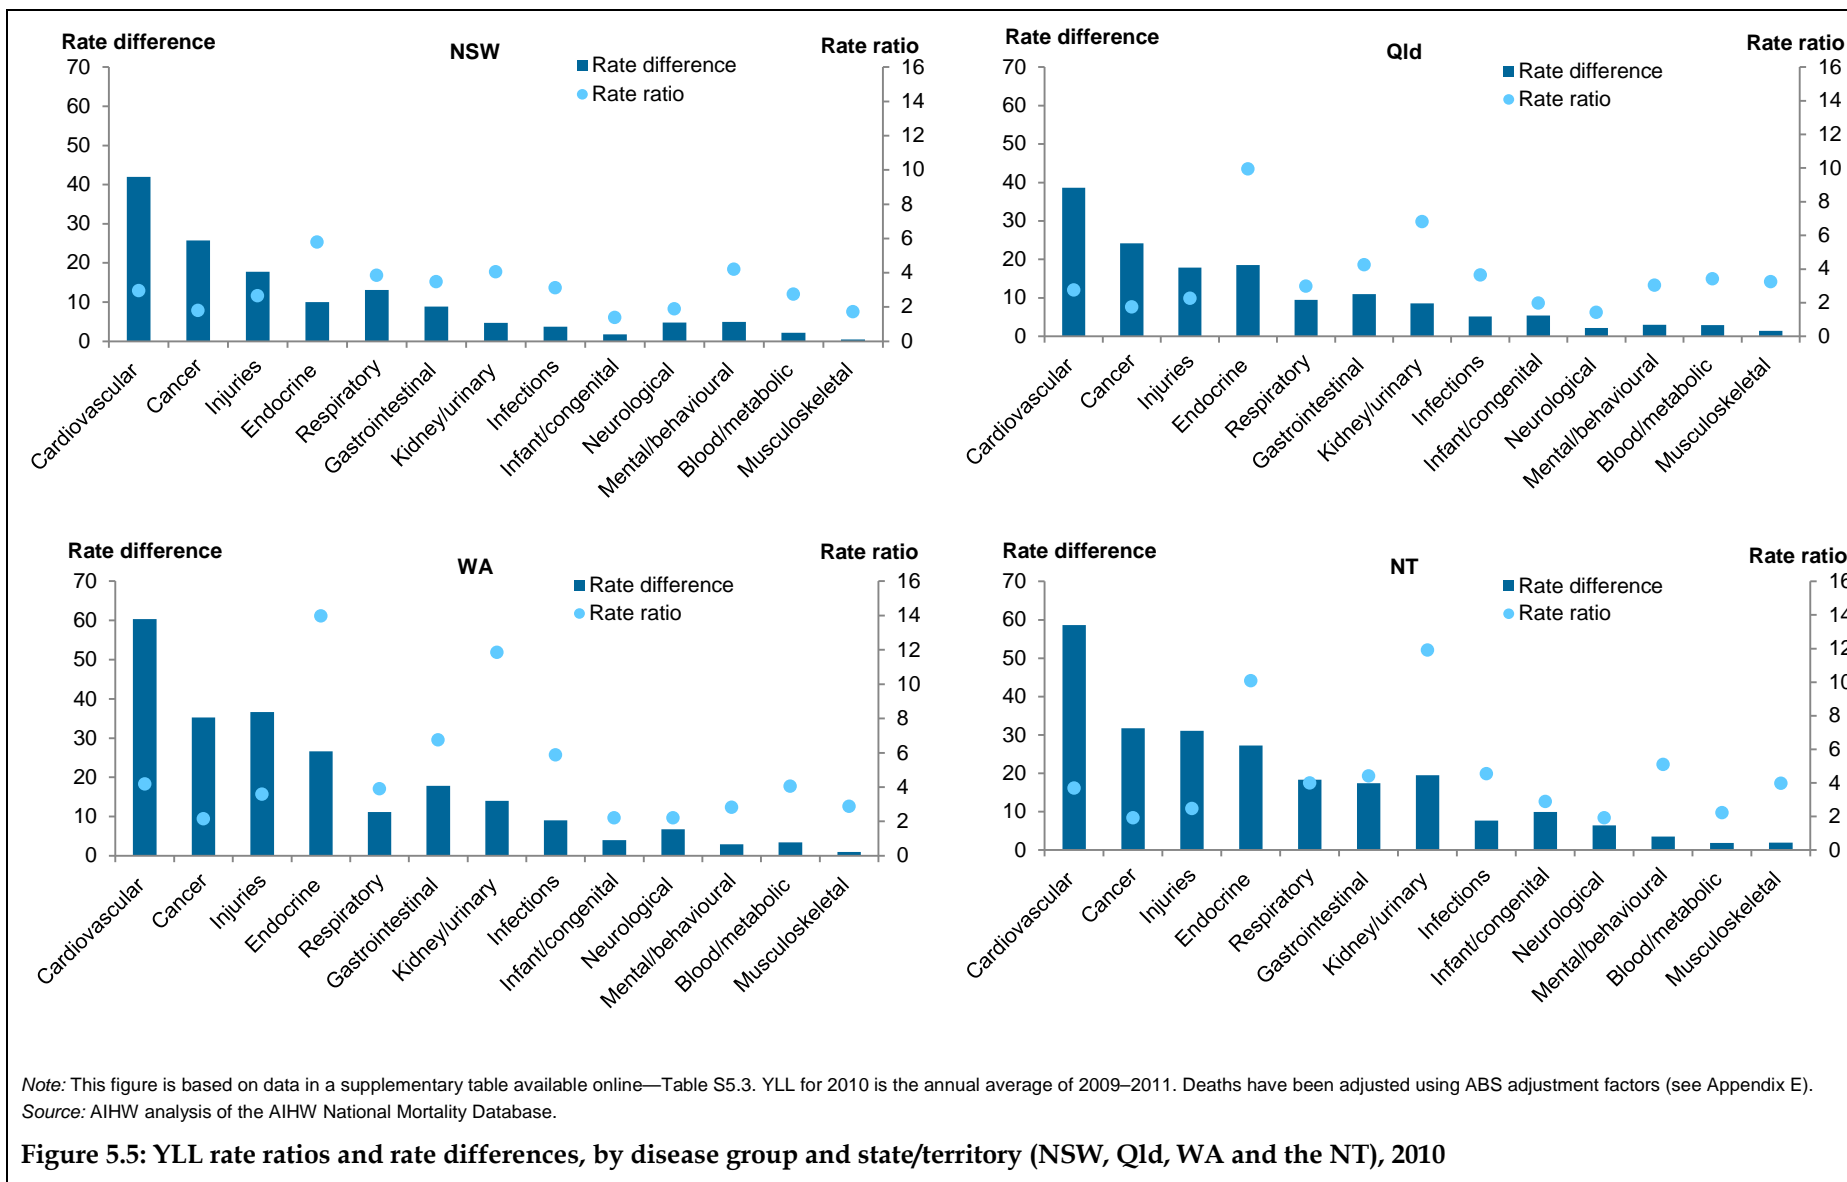 Rate difference
NSW
Rate ratio
Rate difference
Rate ratio
70
60
50
40
30
20
10
0
16
14
12
10
8
6
4
2
0
Cardiovascular
Cancer
Injuries
Endocrine
Respiratory
Gastrointestinal
Kidney/urinary
Infections
Infant/congenital
Neurological
Mental/behavioural
Blood/metabolic
Musculoskeletal
Rate difference
Qld
Rate ratio
Rate difference
Rate ratio
70
60
50
40
30
20
10
0
16
14
12
10
8
6
4
2
0
Cardiovascular
Cancer
Injuries
Endocrine
Respiratory
Gastrointestinal
Kidney/urinary
Infections
Infant/congenital
Neurological
Mental/behavioural
Blood/metabolic
Musculoskeletal
Rate difference
WA
Rate ratio
Rate difference
Rate ratio
70
60
50
40
30
20
10
0
16
14
12
10
8
6
4
2
0
Cardiovascular
Cancer
Injuries
Endocrine
Respiratory
Gastrointestinal
Kidney/urinary
Infections
Infant/congenital
Neurological
Mental/behavioural
Blood/metabolic
Musculoskeletal
Rate difference
NT
Rate ratio
Rate difference
Rate ratio
70
60
50
40
30
20
10
0
16
14
12
10
8
6
4
2
0
Cardiovascular
Cancer
Injuries
Endocrine
Respiratory
Gastrointestinal
Kidney/urinary
Infections
Infant/congenital
Neurological
Mental/behavioural
Blood/metabolic
Musculoskeletal
Note: This figure is based on data in a supplementary table available online—Table S5.3. YLL for 2010 is the annual average of 2009–2011. Deaths have been adjusted using ABS adjustment factors (see Appendix E).
Source: AIHW analysis of the AIHW National Mortality Database.
Figure 5.5: YLL rate ratios and rate differences, by disease group and state/territory (NSW, Qld, WA and the NT), 2010